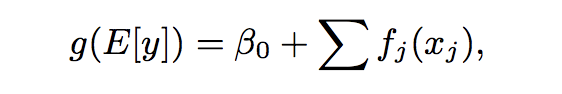 g(E[y]) = β₀ + ∑ fⱼ(xⱼ),